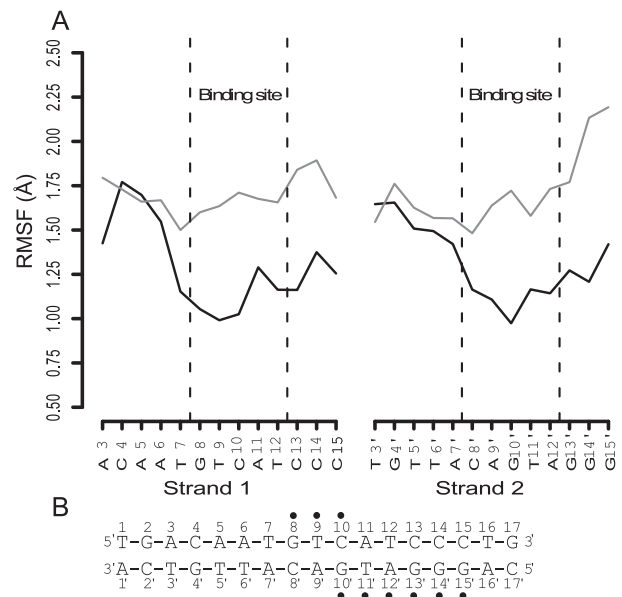 A
RMSF (Å)
2.50
2.25
2.00
1.75
1.50
1.25
1.00
0.75
0.50
Binding site Binding site
3 4 5 6 7 8 9 10 11 12 13 14 15 3' 4' 5' 6' 7' 8' 9' 10' 11' 12' 13' 14' 15'
A C A A T G T C A T C C C T G T T A C A G T A G G G
Strand 1 Strand 2
B
1 2 3 4 5 6 7 8 9 10 11 12 13 14 15 16 17
5'T-G-A-C-A-A-T-G-T-C-A-T-C-C-C-T-G3'
3'A-C-T-G-T-T-A-C-A-G-T-A-G-G-G-A-C5'
1' 2' 3' 4' 5' 6' 7' 8' 9' 10' 11' 12' 13' 14' 15' 16' 17'